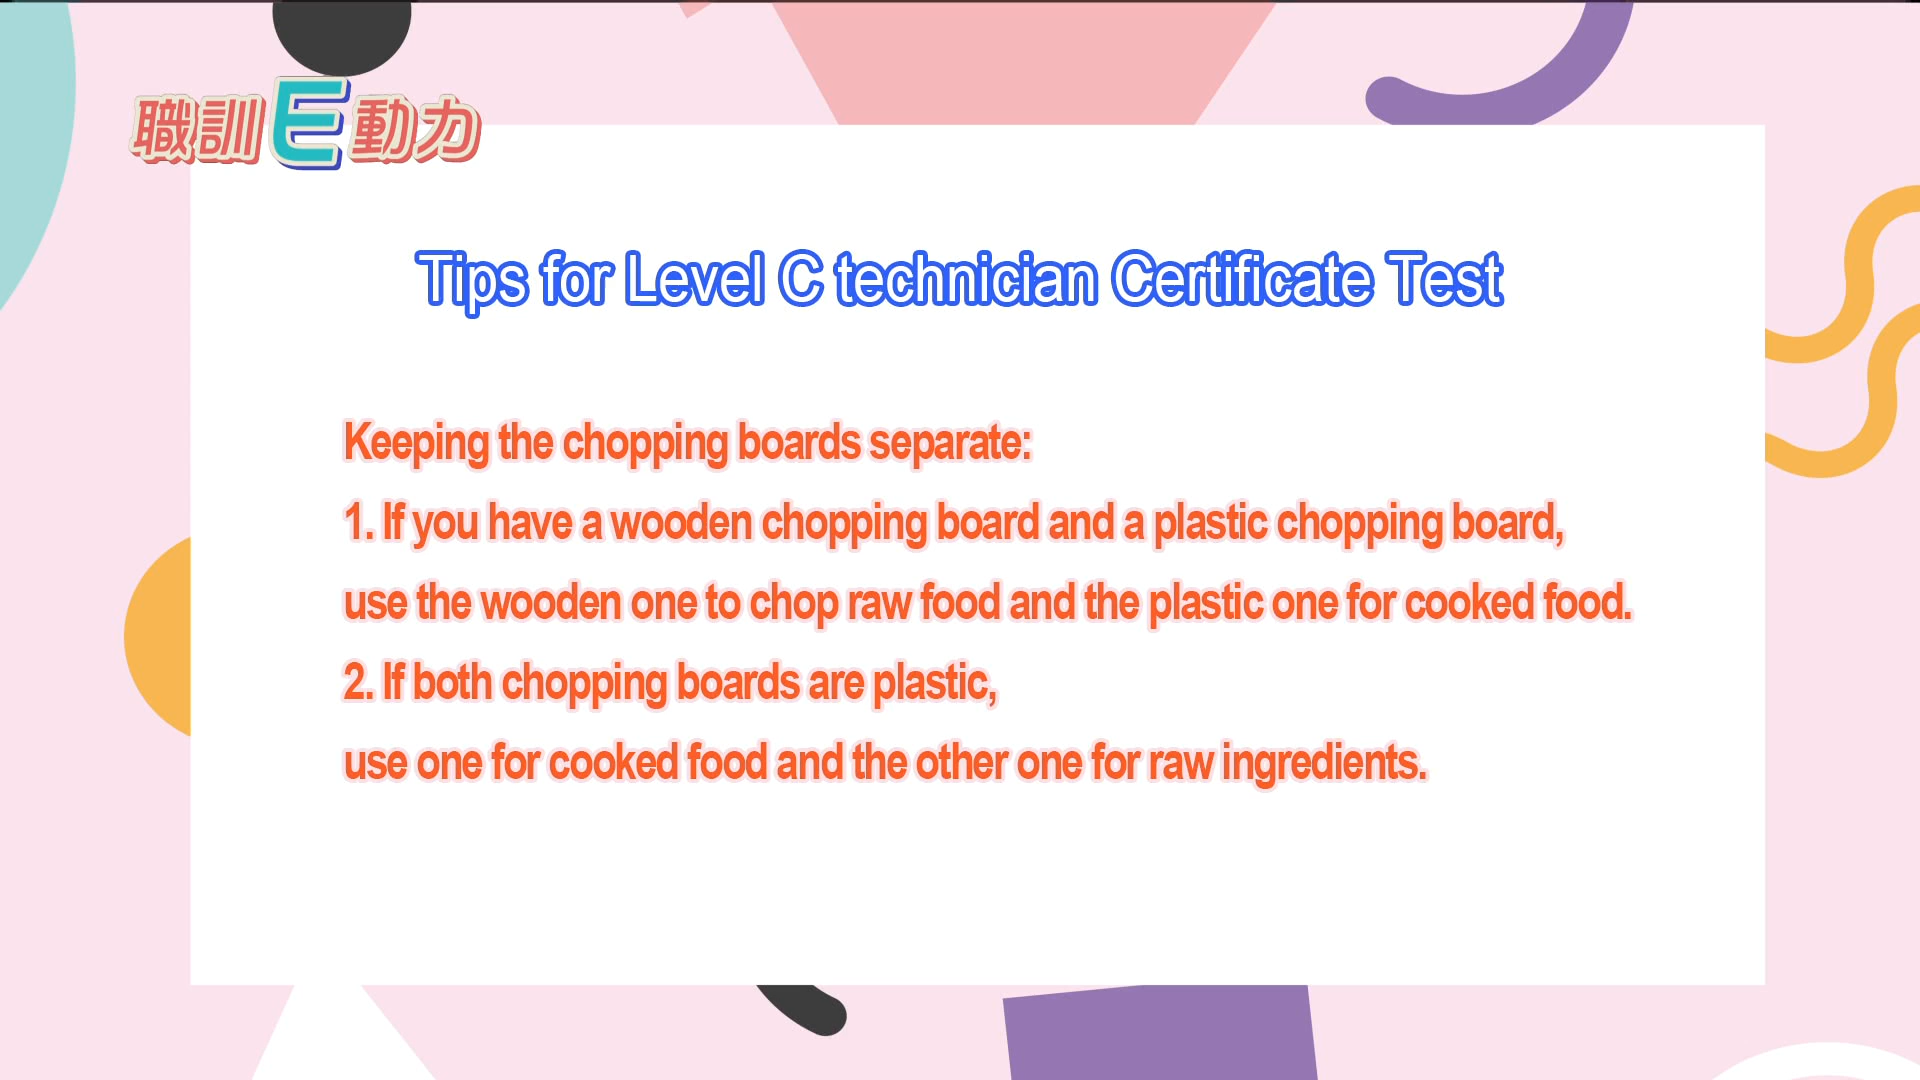 職訓E動力
Tips for Level C technician Certificate Test
Keeping the chopping boards separate:
1. If you have a wooden chopping board and a plastic chopping board,
use the wooden one to chop raw food and the plastic one for cooked food.
2. If both chopping boards are plastic,
use one for cooked food and the other one for raw ingredients.